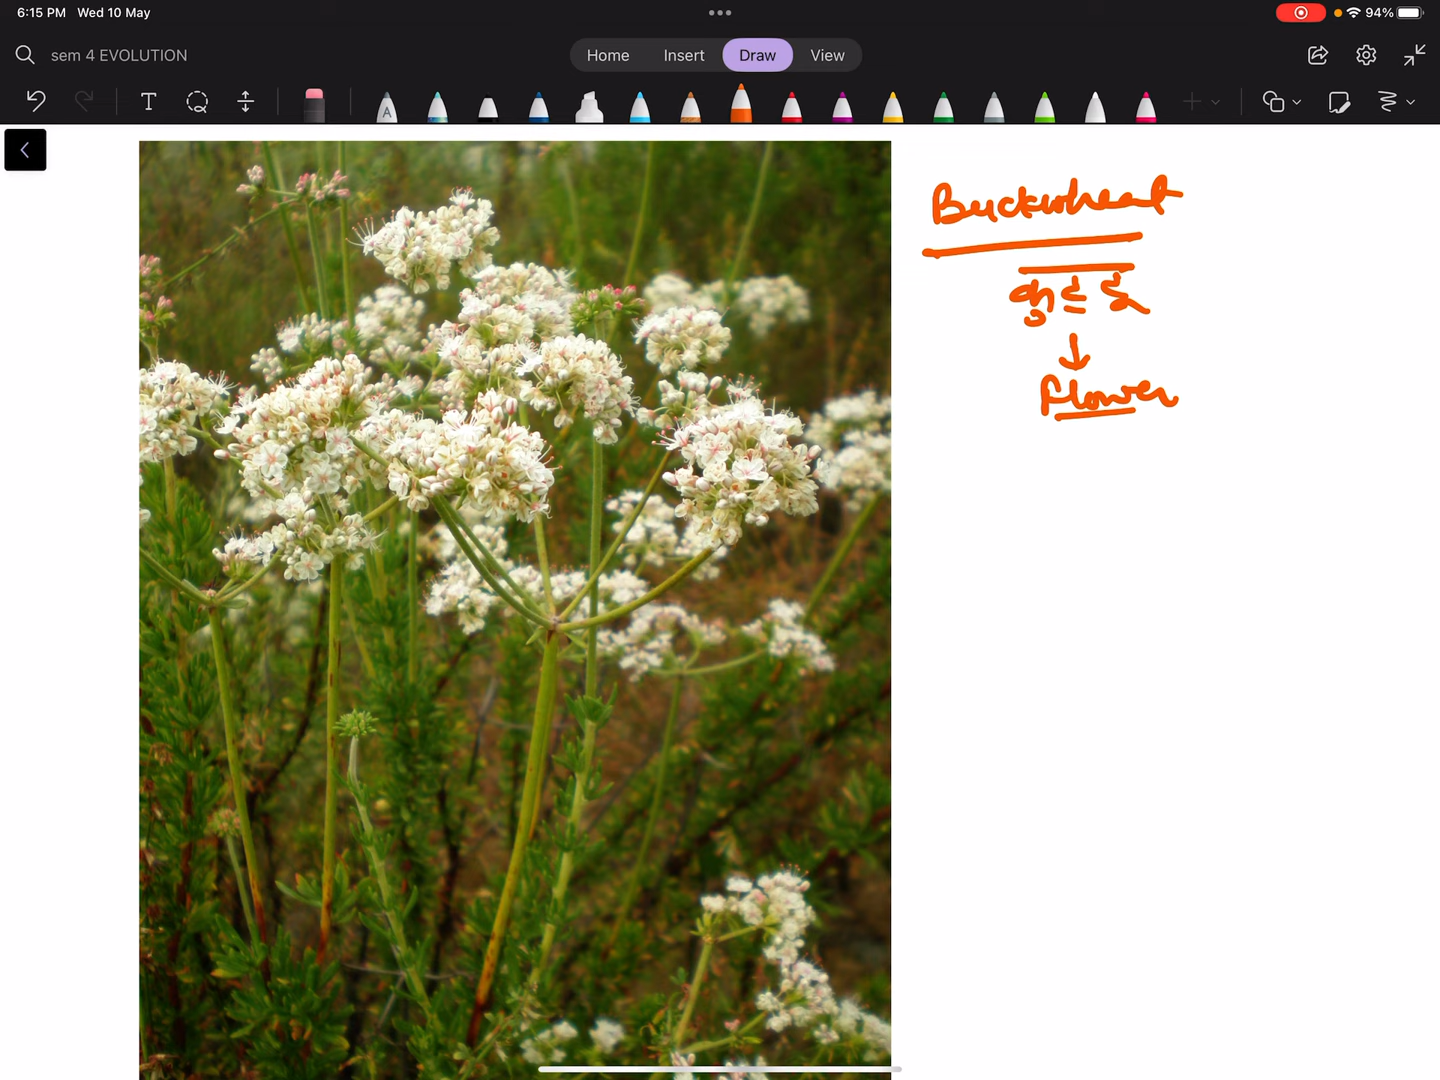 6:15 PM Wed 10 May
94%
sem 4 EVOLUTION
Home Insert Draw View
T
A
Buckwheat
कुट्टू
↓
Flower